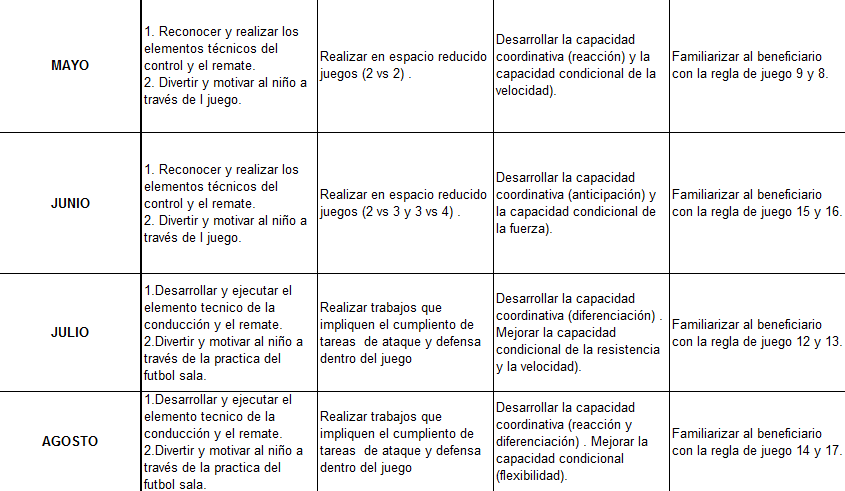 MAYO
1. Reconocer y realizar los
elementos técnicos del
control y el remate.
2. Divertir y motivar al niño a
través de l juego.
Realizar en espacio reducido
juegos (2 vs 2) .
Desarrollar la capacidad
coordinativa (reacción) y la
capacidad condicional de la
velocidad).
Familiarizar al beneficiario
con la regla de juego 9 y 8.
JUNIO
1. Reconocer y realizar los
elementos técnicos del
control y el remate.
2. Divertir y motivar al niño a
través de l juego.
Realizar en espacio reducido
juegos (2 vs 3 y 3 vs 4) .
Desarrollar la capacidad
coordinativa (anticipación) y
la capacidad condicional de
la fuerza).
Familiarizar al beneficiario
con la regla de juego 15 y 16.
JULIO
1.Desarrollar y ejecutar el
elemento tecnico de la
conducción y el remate.
2.Divertir y motivar al niño a
través de la practica del
futbol sala.
Realizar trabajos que
impliquen el cumpliento de
tareas  de ataque y defensa
dentro del juego
Desarrollar la capacidad
coordinativa (diferenciación) .
Mejorar la capacidad
condicional de la resistencia
y la velocidad).
Familiarizar al beneficiario
con la regla de juego 12 y 13.
AGOSTO
1.Desarrollar y ejecutar el
elemento tecnico de la
conducción y el remate.
2.Divertir y motivar al niño a
través de la practica del
futbol sala.
Realizar trabajos que
impliquen el cumpliento de
tareas  de ataque y defensa
dentro del juego
Desarrollar la capacidad
coordinativa (reacción y
diferenciación) . Mejorar la
capacidad condicional
(flexibilidad).
Familiarizar al beneficiario
con la regla de juego 14 y 17.